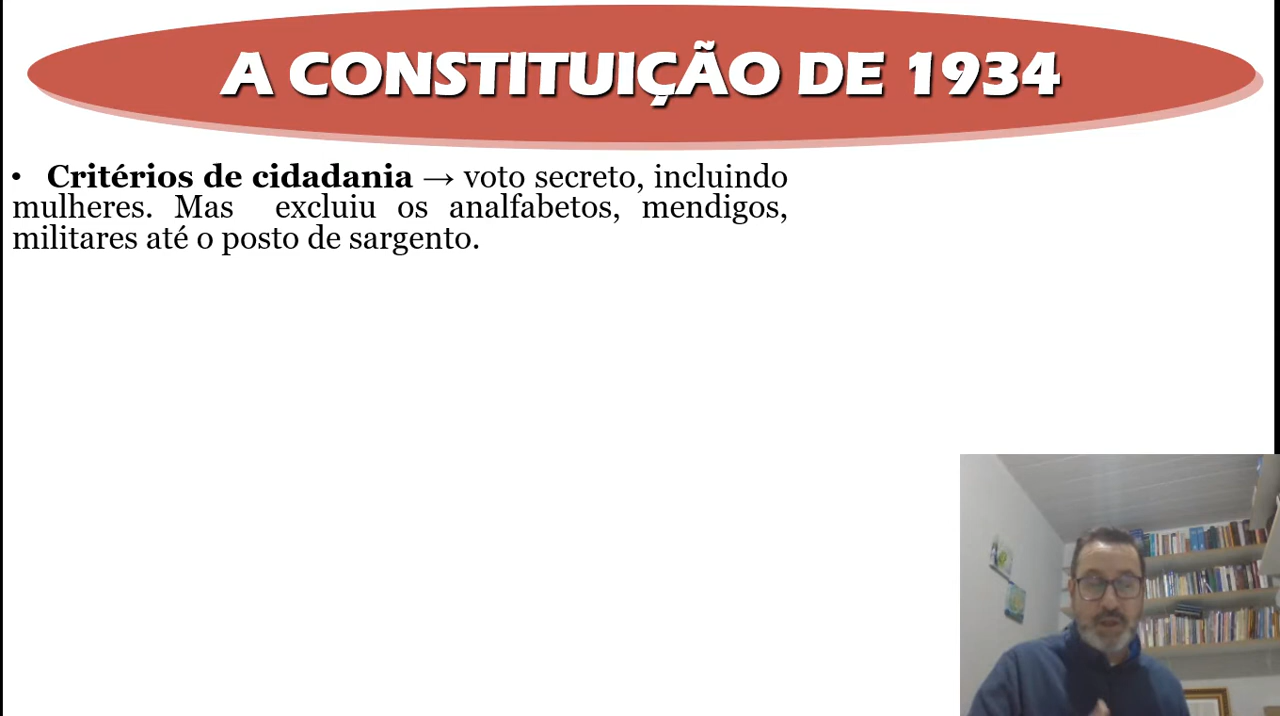 A CONSTITUIÇÃO DE 1934
• Critérios de cidadania → voto secreto, incluindo
mulheres. Mas excluiu os analfabetos, mendigos,
militares até o posto de sargento.